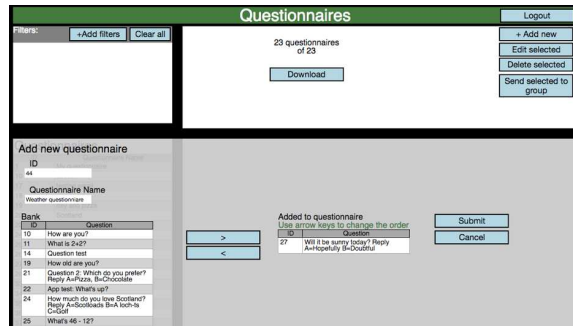 Questionnaires
Logout
Filters:
+Add filters
Clear all
23 questionnaires
of 23
Download
+ Add new
Edit selected
Delete selected
Send selected to
group
Add new questionnaire
ID
44
Questionnaire Name
Weather questionniare
Bank
ID Question
10 How are you?
11 What is 2+2?
14 Question test
19 How old are you?
21 Question 2: Which do you prefer?
Reply A=Pizza, B=Chocolate
22 App test: What's up?
24 How much do you love Scotland?
Reply A=Scotloads B=A loch-ts
C=Golf
25 What's 46 - 12?
>
<
Added to questionnaire
Use arrow keys to change the order
ID Question
27 Will it be sunny today? Reply
A=Hopefully B=Doubtful
Submit
Cancel